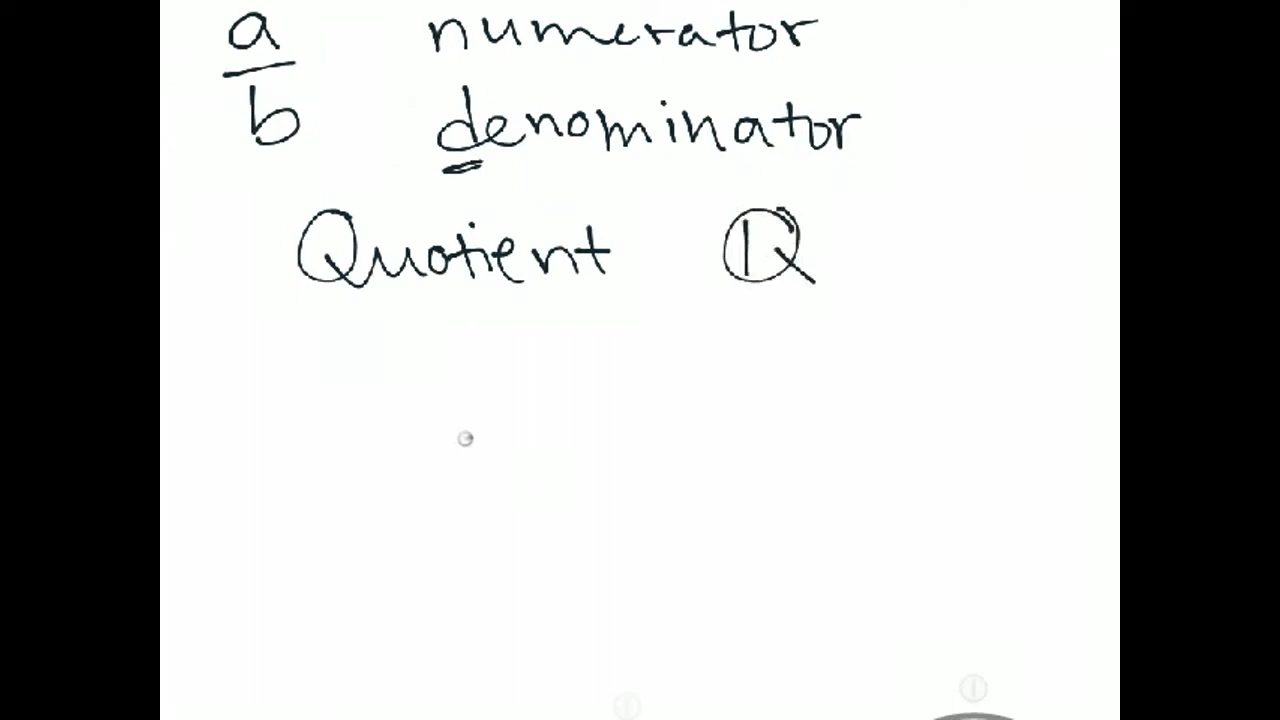 a numerator
b denominator
Quotient ℚ